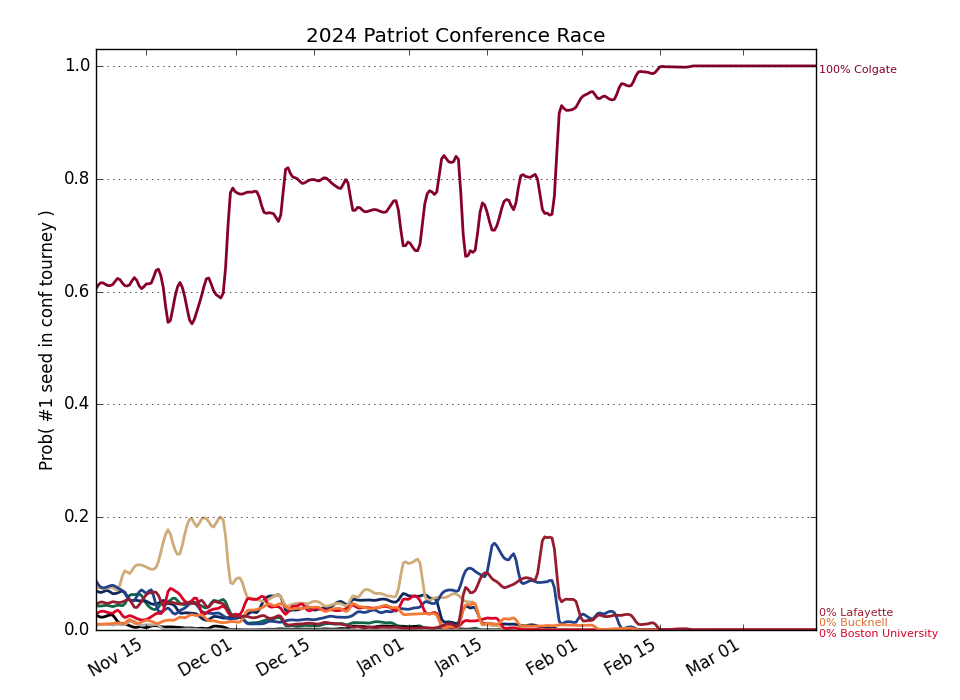 2024 Patriot Conference Race
Prob( #1 seed in conf tourney )
1.0
0.8
0.6
0.4
0.2
0.0
Nov 15
Dec 01
Dec 15
Jan 01
Jan 15
Feb 01
Feb 15
Mar 01
100% Colgate
0% Lafayette
0% Bucknell
0% Boston University